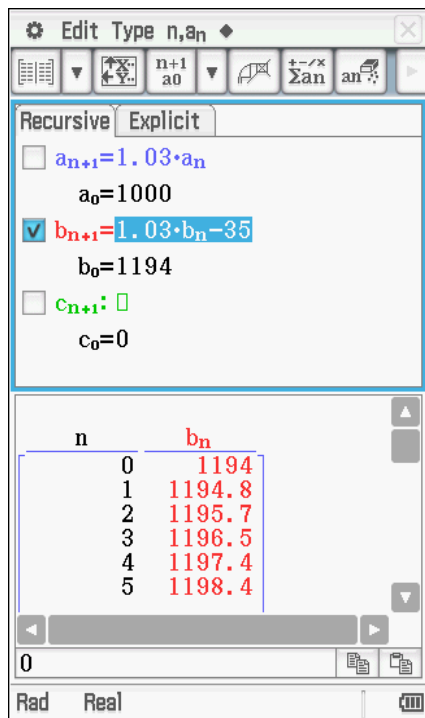 Edit Type n,aₙ
n+1
a0
+-/×
Σan
an
Recursive Explicit
aₙ₊₁=1.03·aₙ
a₀=1000
bₙ₊₁=1.03·bₙ−35
b₀=1194
cₙ₊₁:
c₀=0
n bₙ
0 1194
1 1194.8
2 1195.7
3 1196.5
4 1197.4
5 1198.4
0
Rad Real